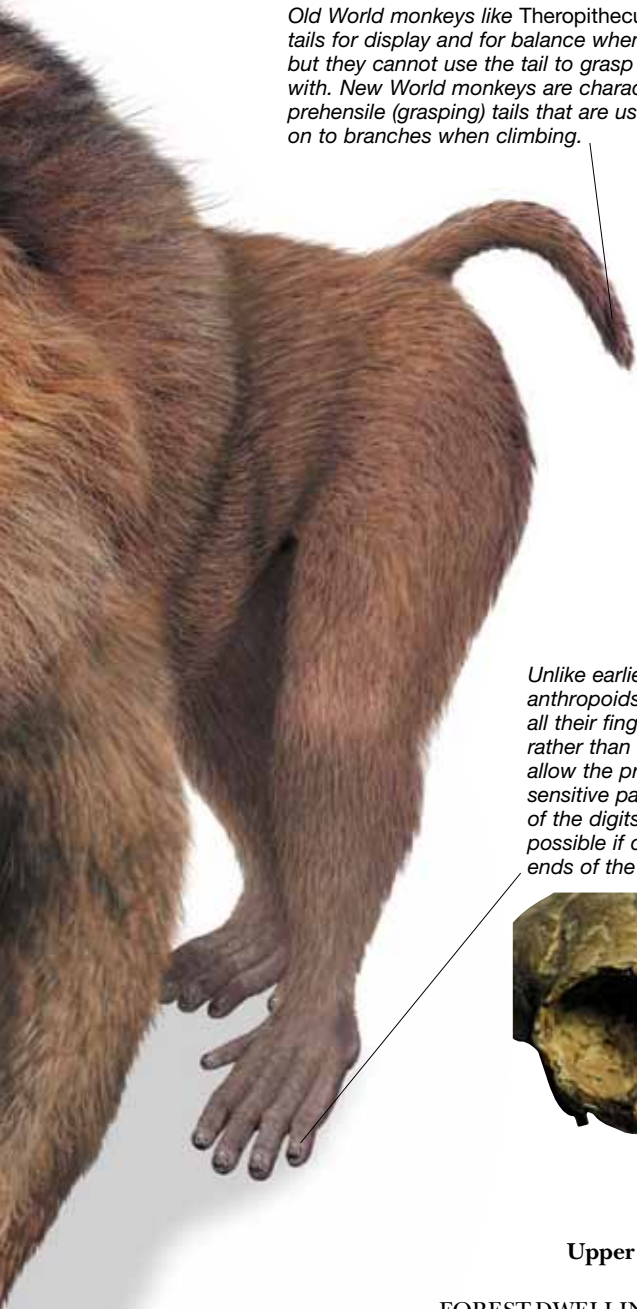 Old World monkeys like Theropithecu
tails for display and for balance when
but they cannot use the tail to grasp
with. New World monkeys are charac
prehensile (grasping) tails that are us
on to branches when climbing.
Unlike earlie
anthropoids
all their fing
rather than
allow the pr
sensitive pa
of the digits
possible if c
ends of the
Upper
FOREST-DWELLIN